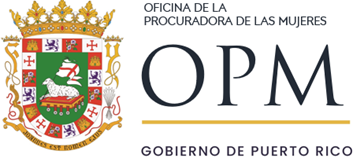 OFICINA DE LA
PROCURADORA DE LAS MUJERES
OPM
GOBIERNO DE PUERTO RICO